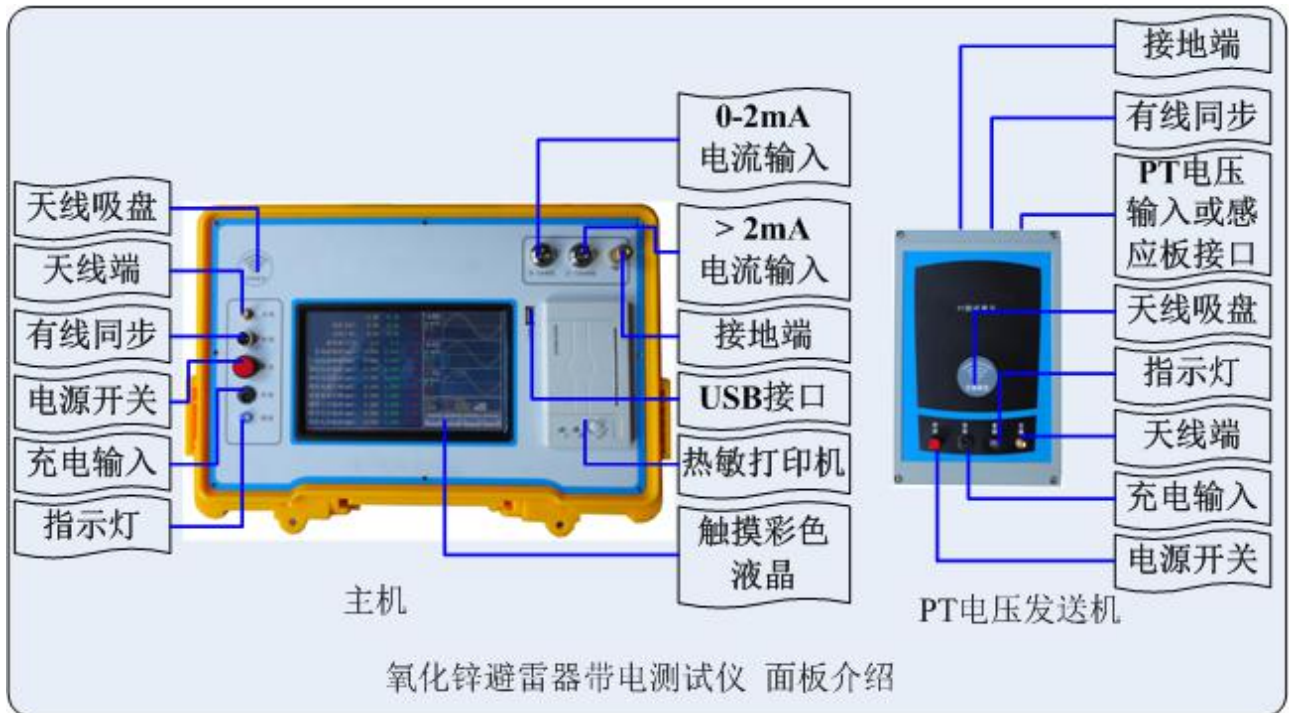 天线吸盘
天线端
有线同步
电源开关
充电输入
指示灯
0-2mA
电流输入
> 2mA
电流输入
接地端
USB接口
热敏打印机
触摸彩色
液晶
主机
接地端
有线同步
PT电压
输入或感
应板接口
天线吸盘
指示灯
天线端
充电输入
电源开关
PT电压发送机
氧化锌避雷器带电测试仪 面板介绍